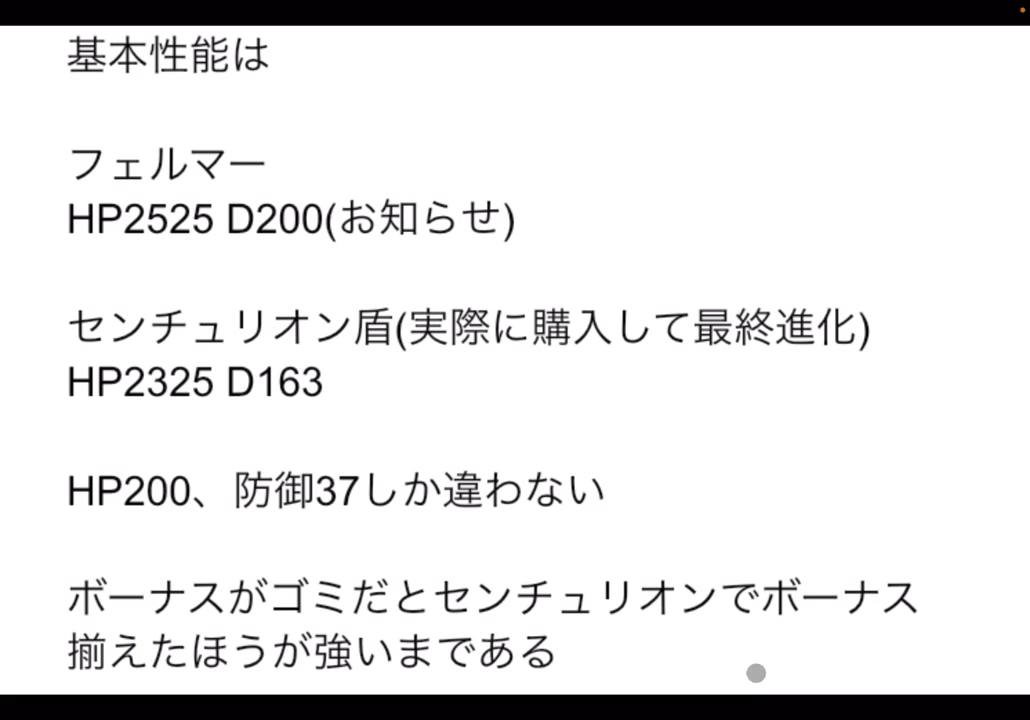 基本性能は
フェルマー
HP2525 D200(お知らせ)
センチュリオン盾(実際に購入して最終進化)
HP2325 D163
HP200、防御37しか違わない
ボーナスがゴミだとセンチュリオンでボーナス
揃えたほうが強いまである